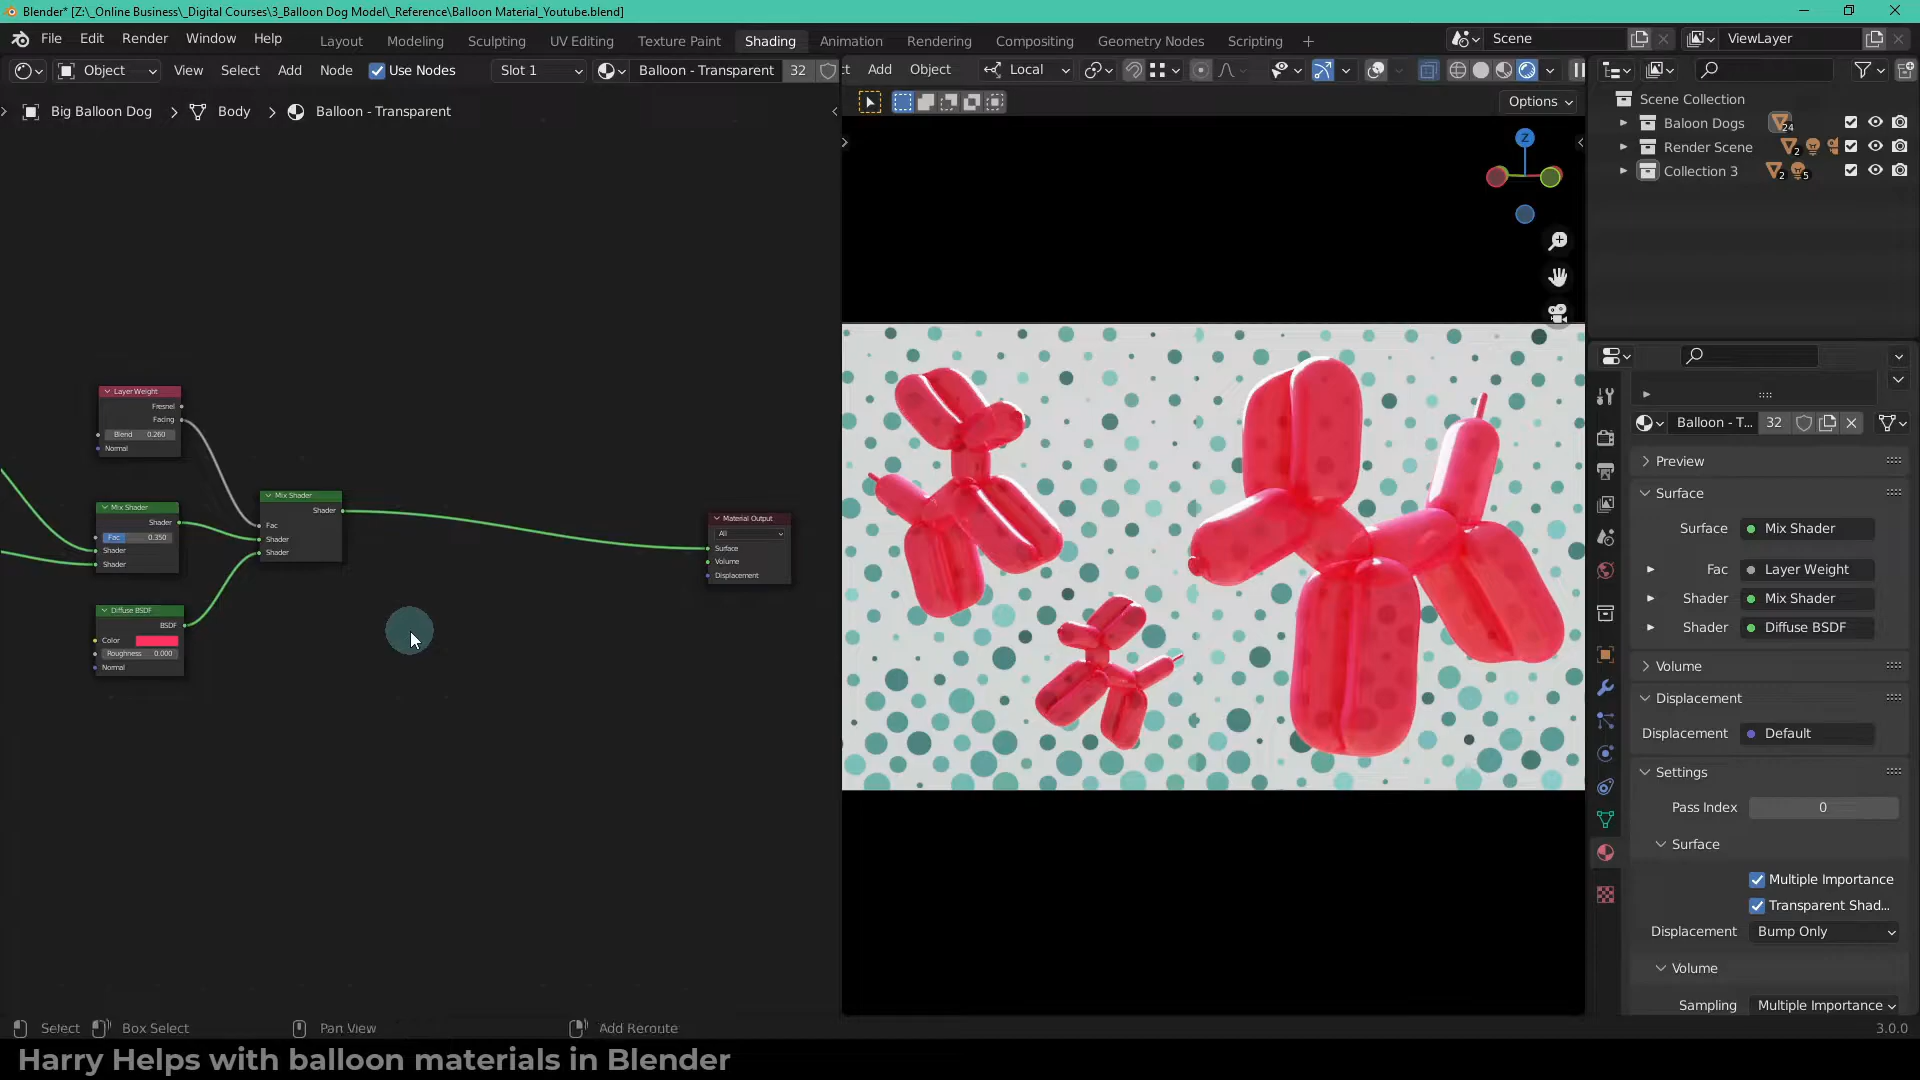 Blender* [Z:\_Online Business\_Digital Courses\3_Balloon Dog Model\_Reference\Balloon Material_Youtube.blend]
File Edit Render Window Help Layout Modeling Sculpting UV Editing Texture Paint Shading Animation Rendering Compositing Geometry Nodes Scripting + Scene ViewLayer
Object View Select Add Node Use Nodes Slot 1 Balloon - Transparent 32 ct Add Object Local
Options
Big Balloon Dog > Body > Balloon - Transparent
Z
Scene Collection
Baloon Dogs 24
Render Scene 2
Collection 3 2 5
Layer Weight
Fresnel
Facing
Blend 0.260
Normal
Mix Shader
Shader
Fac 0.350
Shader
Shader
Diffuse BSDF
BSDF
Color
Roughness 0.000
Normal
Mix Shader
Shader
Fac
Shader
Shader
Material Output
All
Surface
Volume
Displacement
Balloon - T... 32
Preview
Surface
Surface Mix Shader
Fac Layer Weight
Shader Mix Shader
Shader Diffuse BSDF
Volume
Displacement
Displacement Default
Settings
Pass Index 0
Surface
Multiple Importance
Transparent Shad...
Displacement Bump Only
Volume
Sampling Multiple Importance
Select Box Select Pan View Add Reroute 3.0.0
Harry Helps with balloon materials in Blender